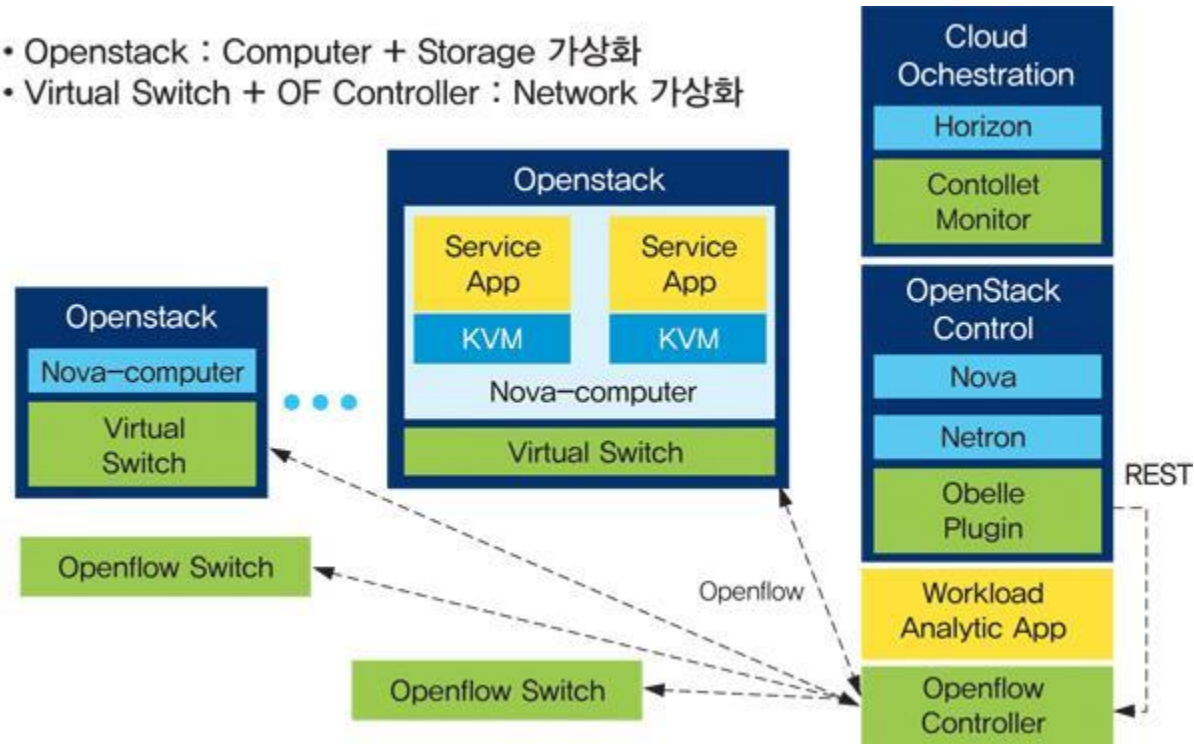 • Openstack : Computer + Storage 가상화
• Virtual Switch + OF Controller : Network 가상화
Openstack
Nova-computer
Virtual
Switch
Openstack
Service
App
Service
App
KVM
KVM
Nova-computer
Virtual Switch
Openflow Switch
Openflow Switch
Openflow
Cloud
Ochestration
Horizon
Contollet
Monitor
OpenStack
Control
Nova
Netron
Obelle
Plugin
REST
Workload
Analytic App
Openflow
Controller